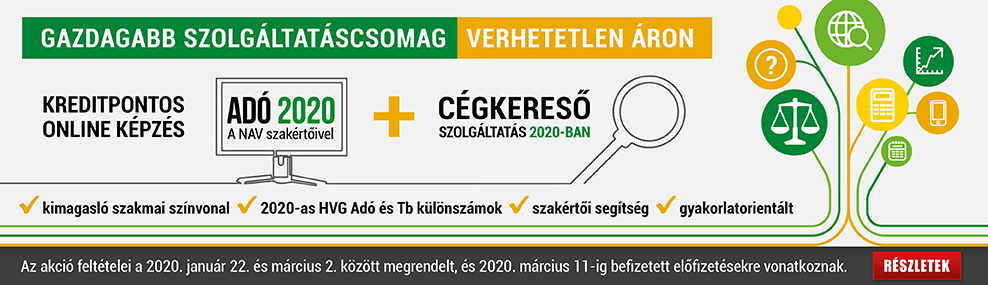 GAZDAGABB SZOLGÁLTATÁSCSOMAG VERHETETLEN ÁRON
KREDITPONTOS
ONLINE KÉPZÉS
ADÓ 2020
A NAV szakértőivel
+
CÉGKERESŐ
SZOLGÁLTATÁS 2020-BAN
?
kimagasló szakmai színvonal
2020-as HVG Adó és Tb különszámok
szakértői segítség
gyakorlatorientált
Az akció feltételei a 2020. január 22. és március 2. között megrendelt, és 2020. március 11-ig befizetett előfizetésekre vonatkoznak.
RÉSZLETEK